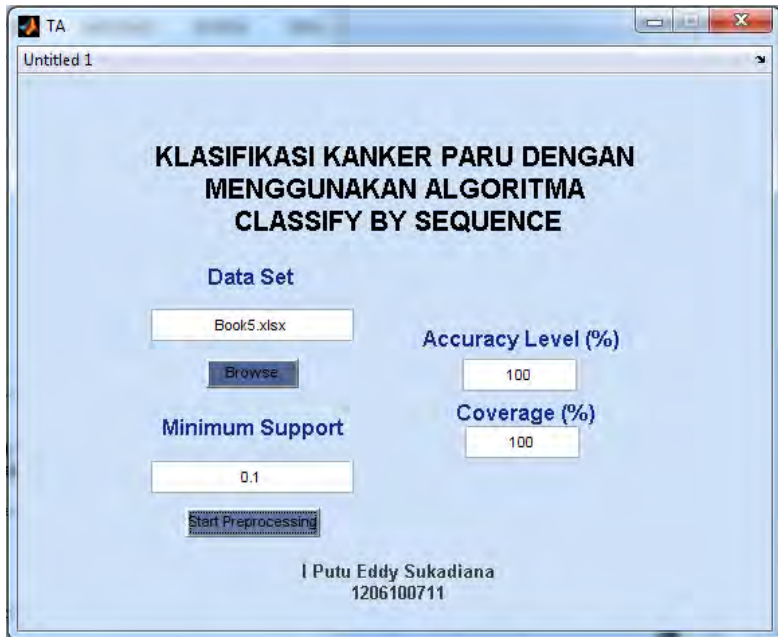 TA
Untitled 1
KLASIFIKASI KANKER PARU DENGAN
MENGGUNAKAN ALGORITMA
CLASSIFY BY SEQUENCE
Data Set
Book5.xlsx
Browse
Minimum Support
0.1
Start Preprocessing
Accuracy Level (%)
100
Coverage (%)
100
I Putu Eddy Sukadiana
1206100711